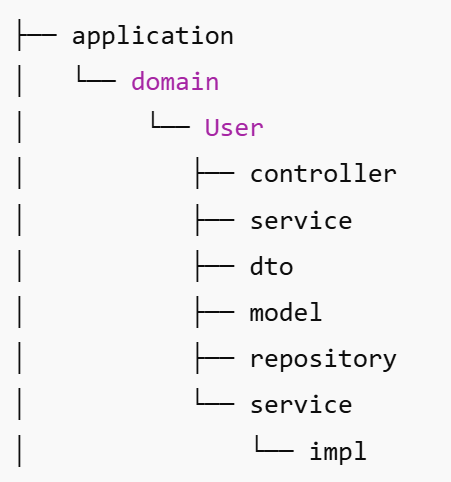 ├── application
│   └── domain
│        └── User
│           ├── controller
│           ├── service
│           ├── dto
│           ├── model
│           ├── repository
│           └── service
│               └── impl